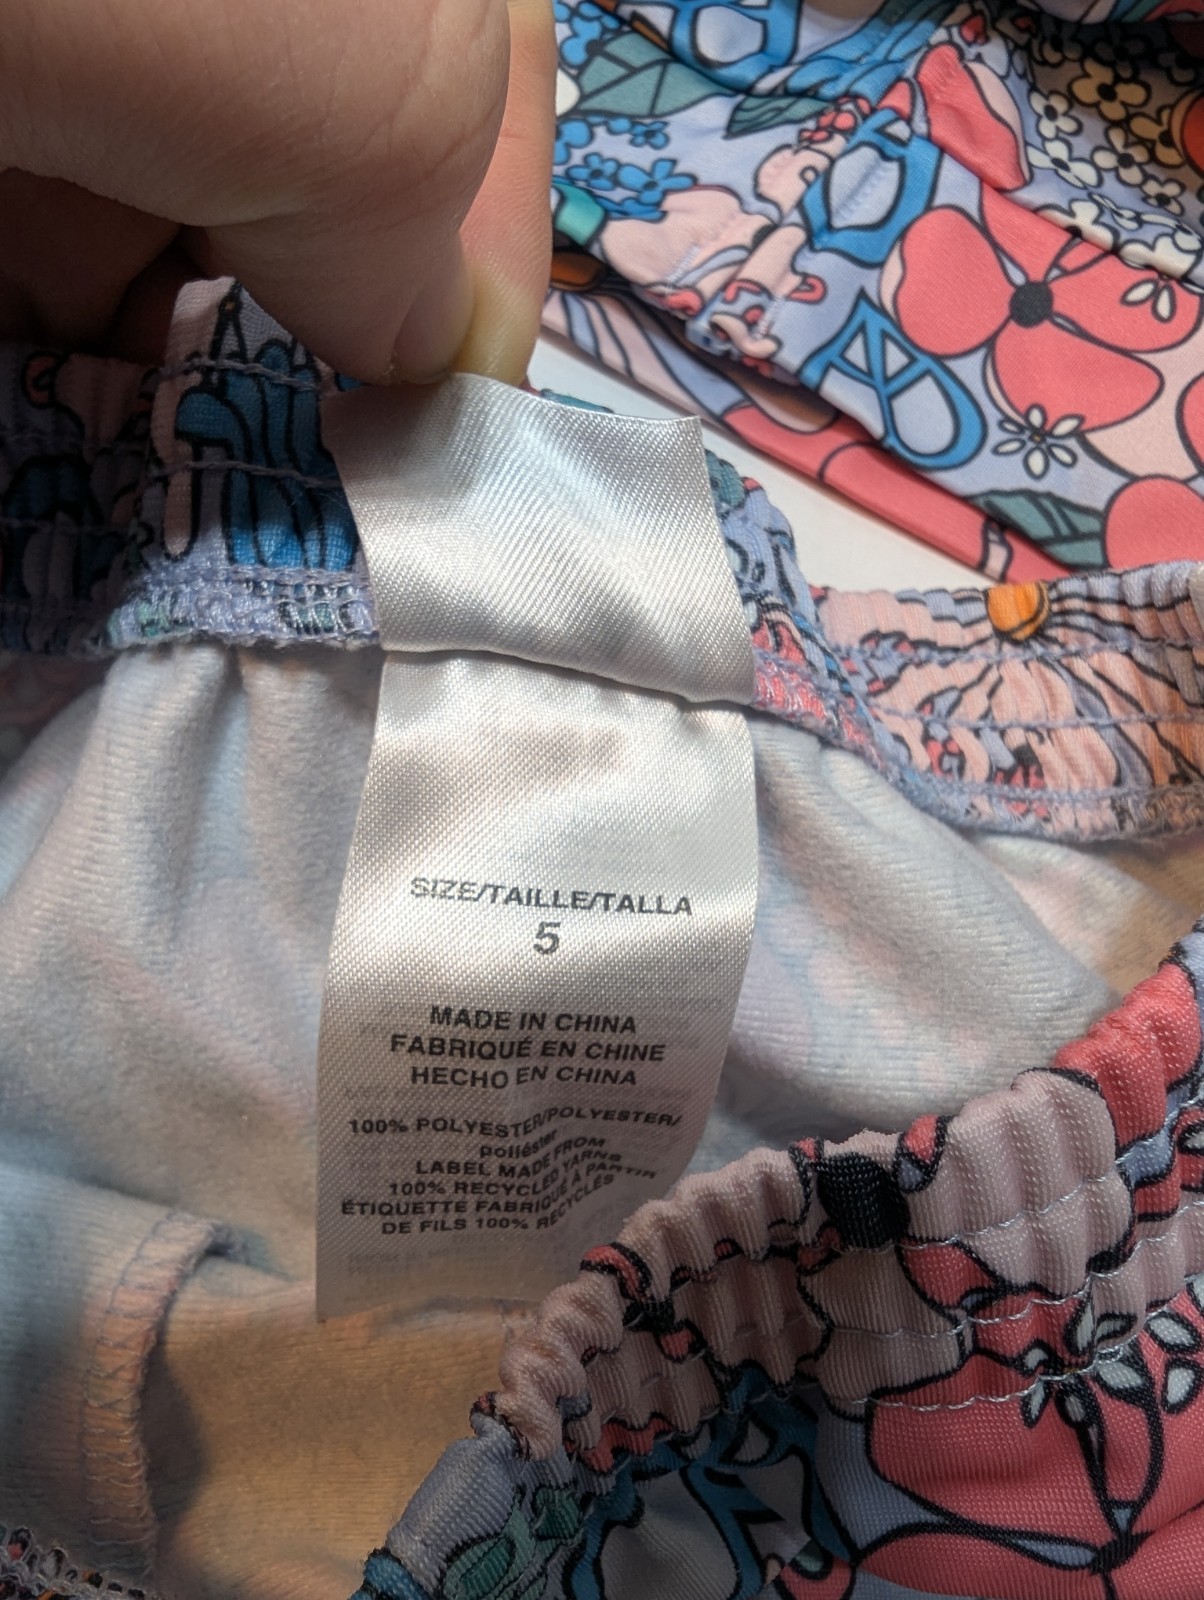 SIZE/TAILLE/TALLA
5
MADE IN CHINA
FABRIQUÉ EN CHINE
HECHO EN CHINA
100% POLYESTER/POLYESTER/
poliéster
LABEL MADE FROM
100% RECYCLED YARNS
ÉTIQUETTE FABRIQUÉ À PARTIR
DE FILS 100% RECYCLÉS